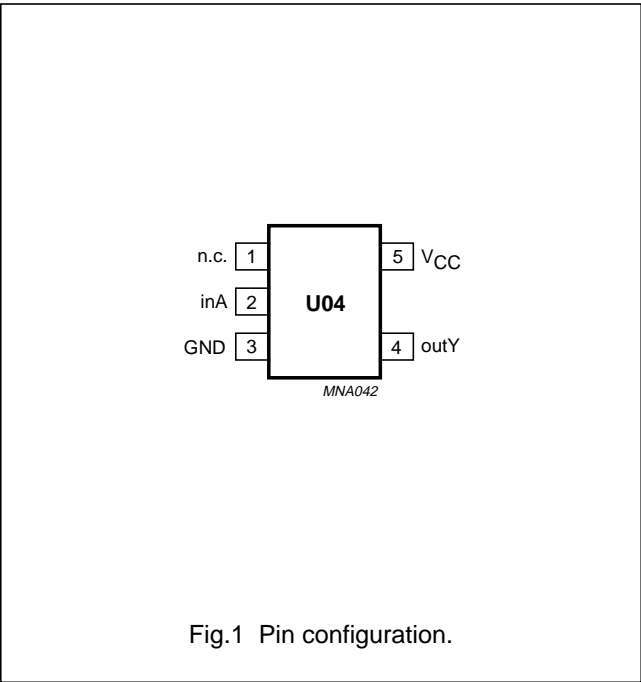 n.c. 1 5 VCC
inA 2 U04
GND 3 4 outY
MNA042
Fig.1 Pin configuration.